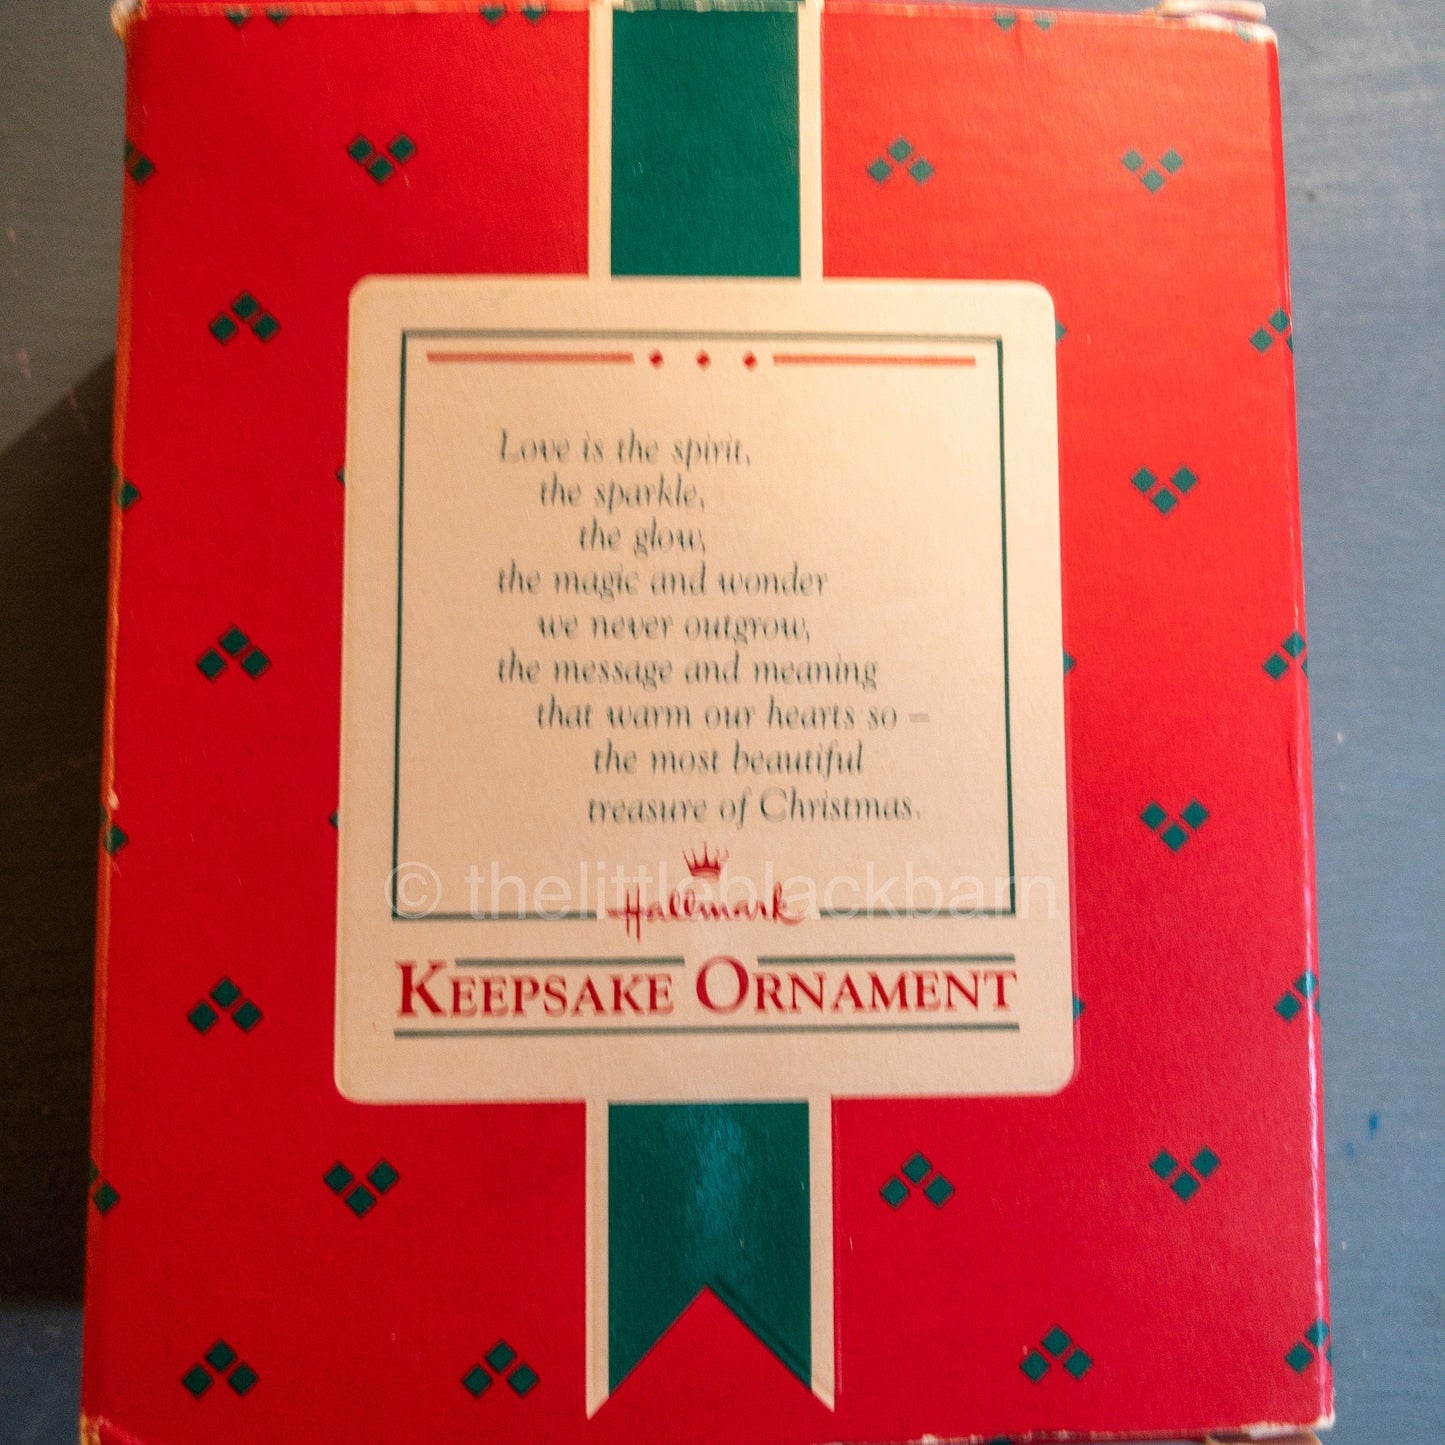 Love is the spirit,
the sparkle,
the glow,
the magic and wonder
we never outgrow,
the message and meaning
that warm our hearts so –
the most beautiful
treasure of Christmas.
© thelittleblackbarn
Hallmark
KEEPSAKE ORNAMENT